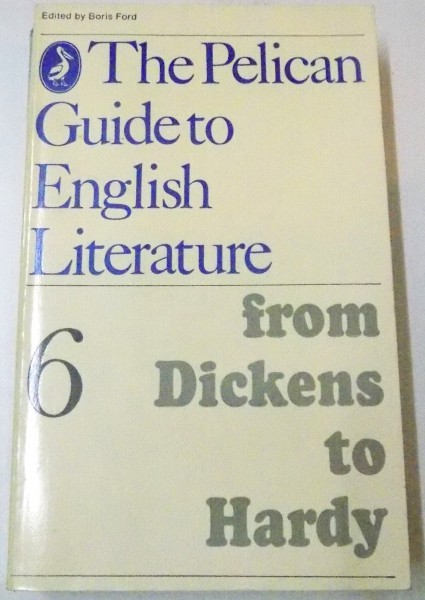 Edited by Boris Ford
The Pelican
Guide to
English
Literature
6
from
Dickens
to
Hardy